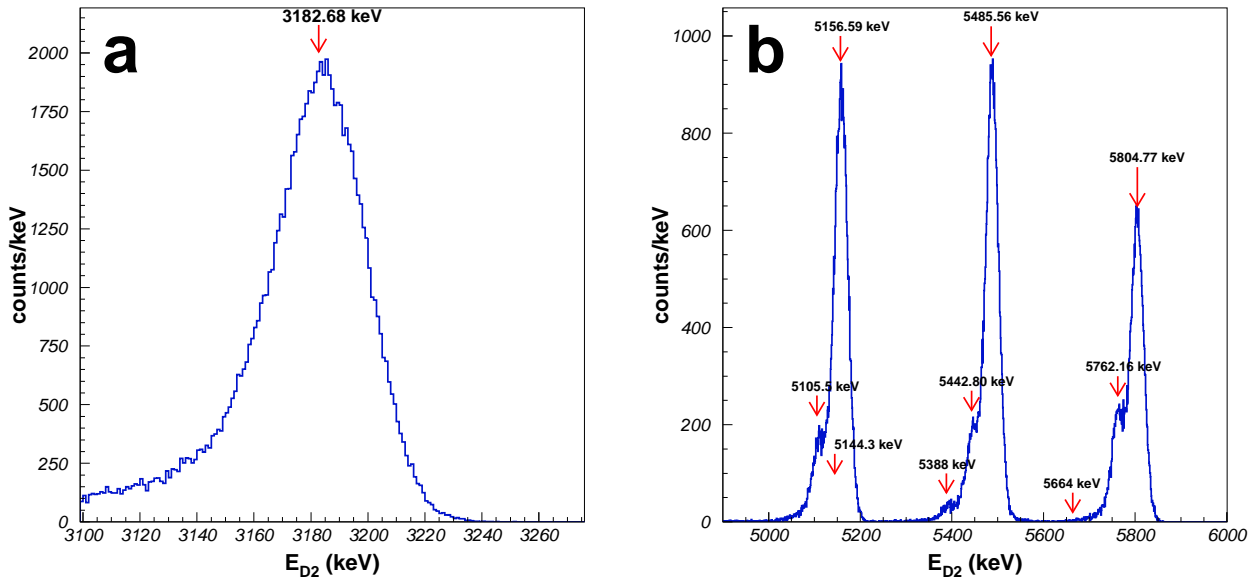 a
3182.68 keV
counts/keV
2000
1750
1500
1250
1000
750
500
250
0
3100 3120 3140 3160 3180 3200 3220 3240 3260
E_D2 (keV)
b
5156.59 keV
5485.56 keV
5804.77 keV
5105.5 keV
5442.80 keV
5762.16 keV
5144.3 keV
5388 keV
5664 keV
counts/keV
1000
800
600
400
200
0
5000 5200 5400 5600 5800 6000
E_D2 (keV)